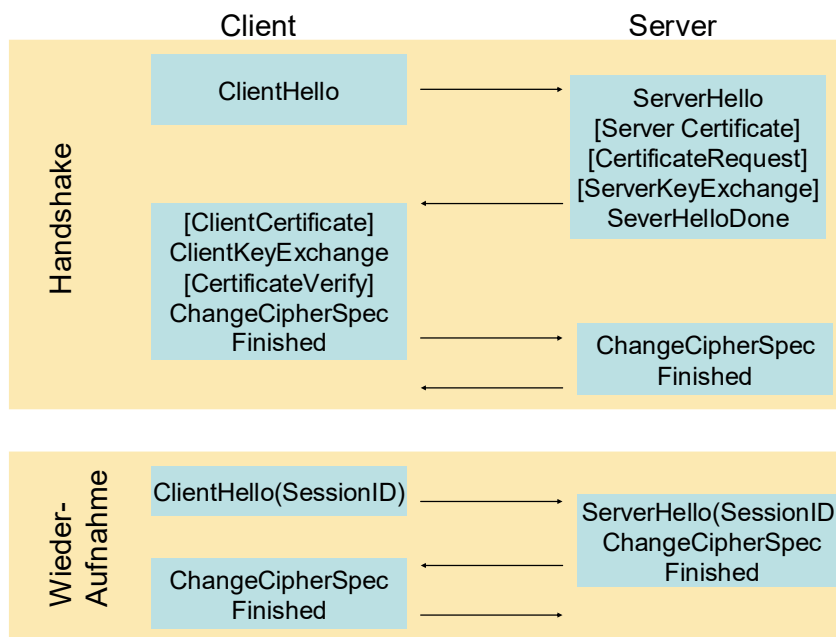 Client
Server
Handshake
ClientHello
ServerHello
[Server Certificate]
[CertificateRequest]
[ServerKeyExchange]
SeverHelloDone
[ClientCertificate]
ClientKeyExchange
[CertificateVerify]
ChangeCipherSpec
Finished
ChangeCipherSpec
Finished
Wieder-
Aufnahme
ClientHello(SessionID)
ServerHello(SessionID
ChangeCipherSpec
Finished
ChangeCipherSpec
Finished